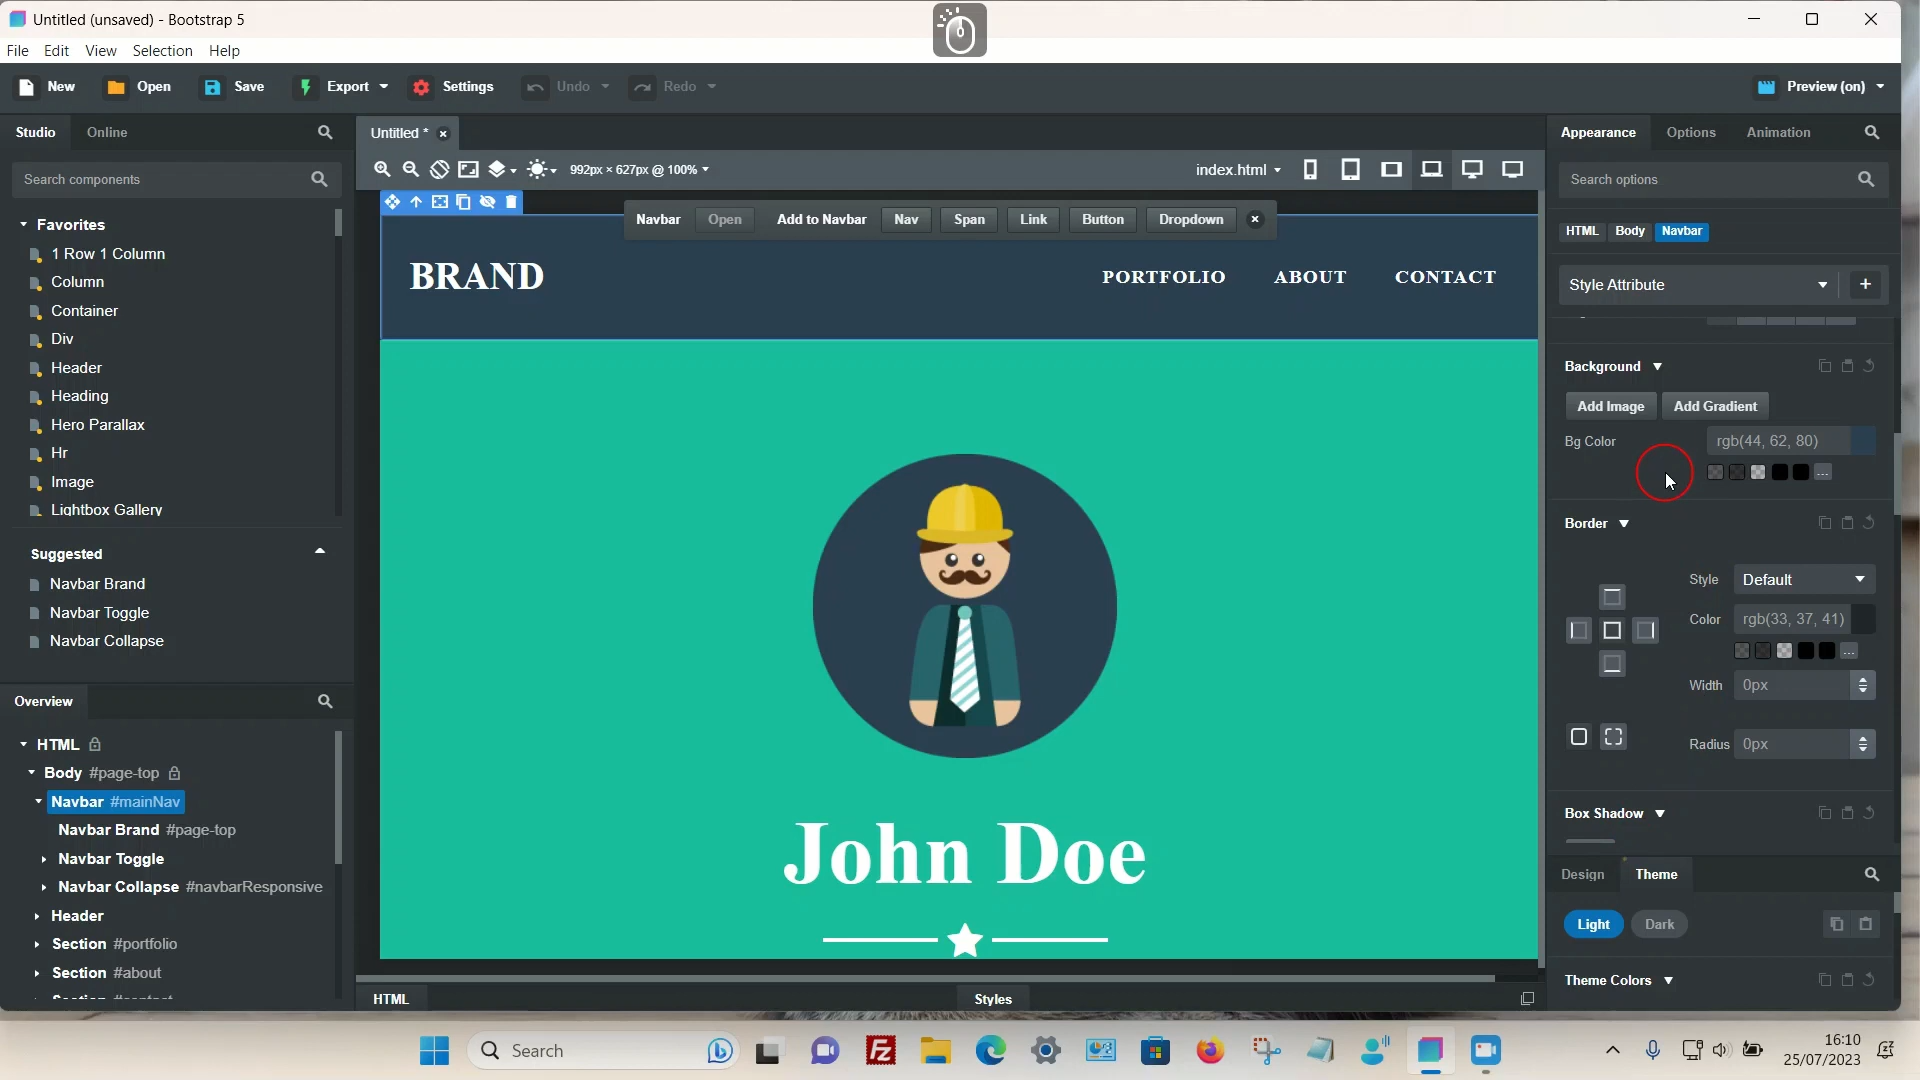 Untitled (unsaved) - Bootstrap 5
File Edit View Selection Help
New Open Save Export Settings Undo Redo Preview (on)
Studio Online
Search components
Favorites
1 Row 1 Column
Column
Container
Div
Header
Heading
Hero Parallax
Hr
Image
Lightbox Gallery
Suggested
Navbar Brand
Navbar Toggle
Navbar Collapse
Overview
HTML
Body #page-top
Navbar #mainNav
Navbar Brand #page-top
Navbar Toggle
Navbar Collapse #navbarResponsive
Header
Section #portfolio
Section #about
Untitled *
992px × 627px @ 100%
index.html
Navbar Open Add to Navbar Nav Span Link Button Dropdown
BRAND PORTFOLIO ABOUT CONTACT
John Doe
HTML Styles
Appearance Options Animation
Search options
HTML Body Navbar
Style Attribute
Background
Add Image Add Gradient
Bg Color rgb(44, 62, 80)
...
Border
Style Default
Color rgb(33, 37, 41)
...
Width 0px
Radius 0px
Box Shadow
Design Theme
Light Dark
Theme Colors
Search
16:10
25/07/2023